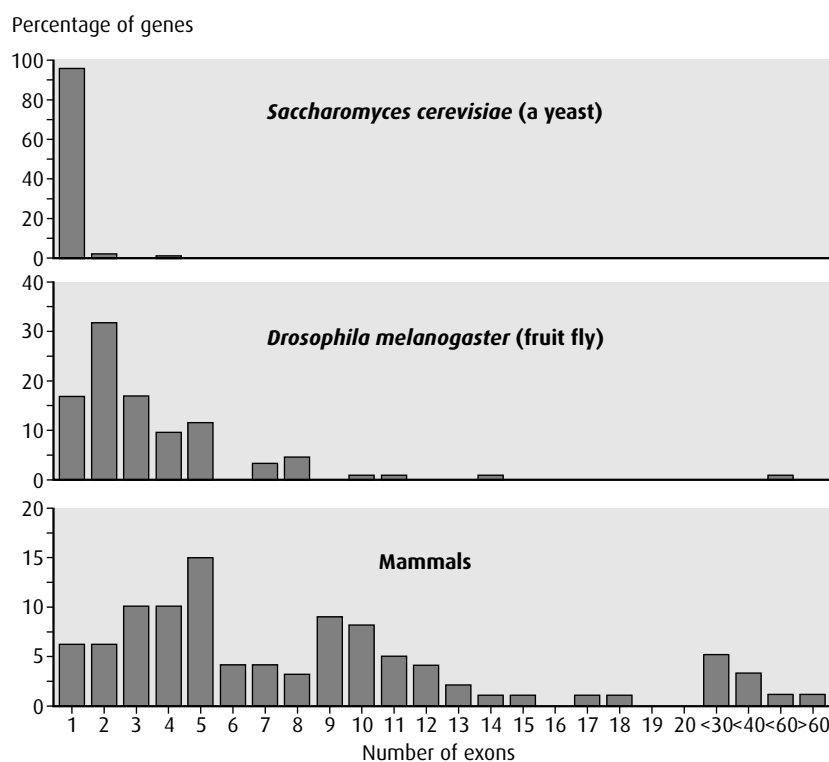 Percentage of genes
100
80
60
40
20
0
Saccharomyces cerevisiae (a yeast)
40
30
20
10
0
Drosophila melanogaster (fruit fly)
20
15
10
5
0
Mammals
1 2 3 4 5 6 7 8 9 10 11 12 13 14 15 16 17 18 19 20 <30 <40 <60 >60
Number of exons